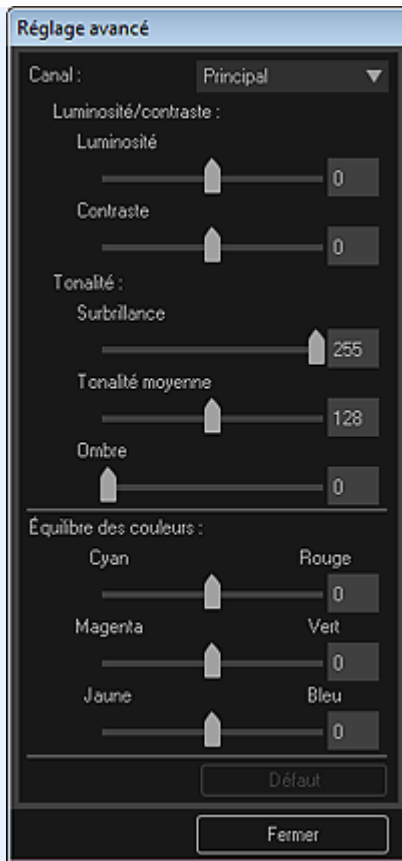 Réglage avancé
Canal : Principal
Luminosité/contraste :
Luminosité
0
Contraste
0
Tonalité :
Surbrillance
255
Tonalité moyenne
128
Ombre
0
Équilibre des couleurs :
Cyan Rouge
0
Magenta Vert
0
Jaune Bleu
0
Défaut
Fermer